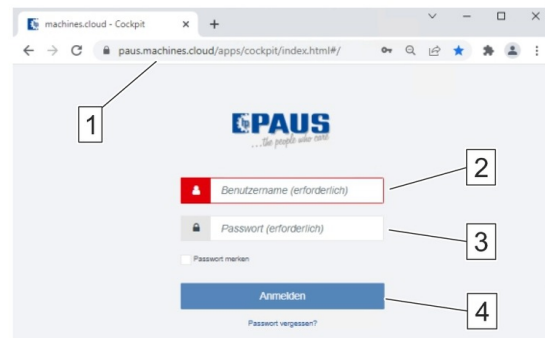 machines.cloud - Cockpit
paus.machines.cloud/apps/cockpit/index.html#/
1
PAUS
...the people who care
2
Benutzername (erforderlich)
3
Passwort (erforderlich)
Passwort merken
Anmelden
4
Passwort vergessen?